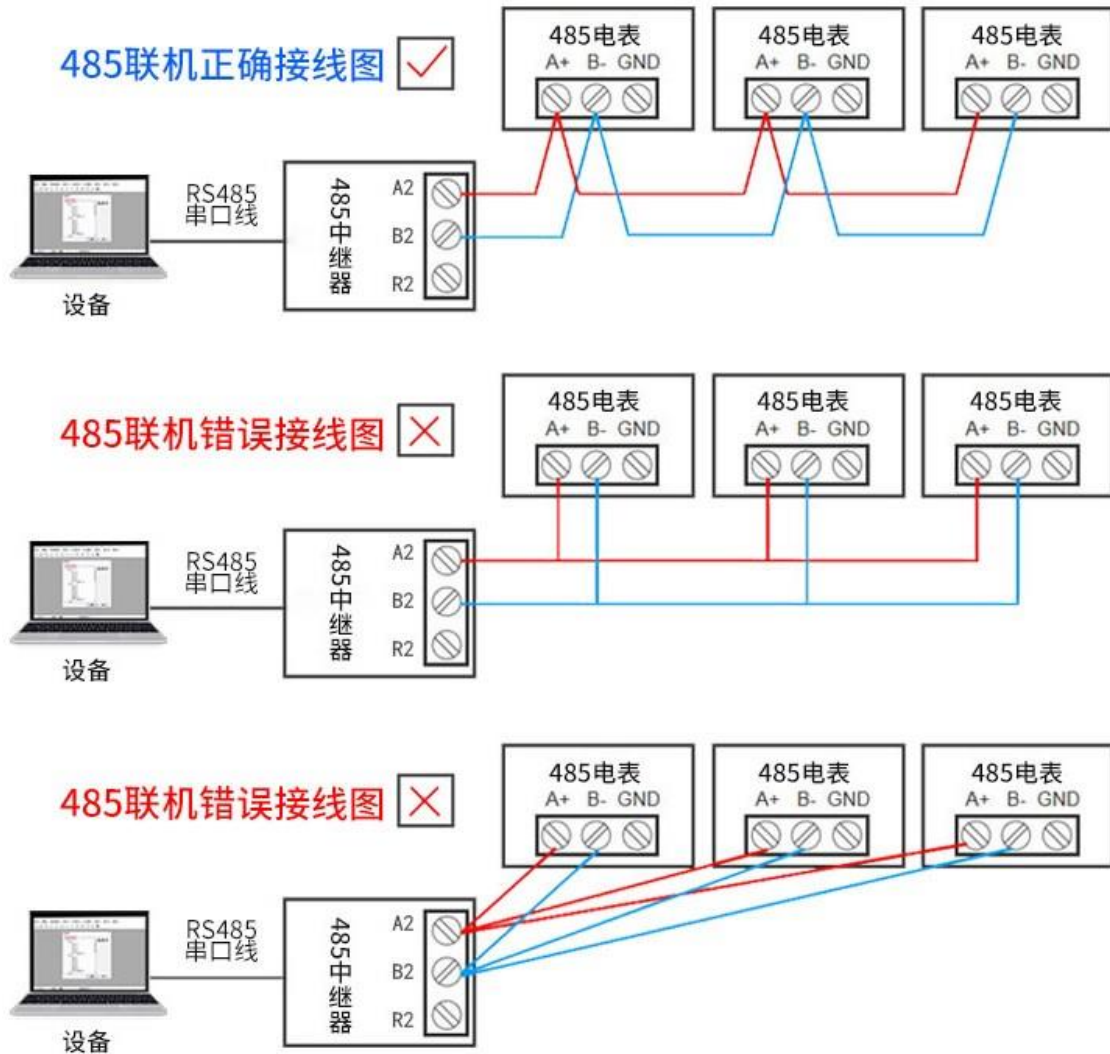 485联机正确接线图
485电表
A+ B- GND
485电表
A+ B- GND
485电表
A+ B- GND
RS485
串口线
设备
485中继器
A2
B2
R2
485联机错误接线图
485电表
A+ B- GND
485电表
A+ B- GND
485电表
A+ B- GND
RS485
串口线
设备
485中继器
A2
B2
R2
485联机错误接线图
485电表
A+ B- GND
485电表
A+ B- GND
485电表
A+ B- GND
RS485
串口线
设备
485中继器
A2
B2
R2